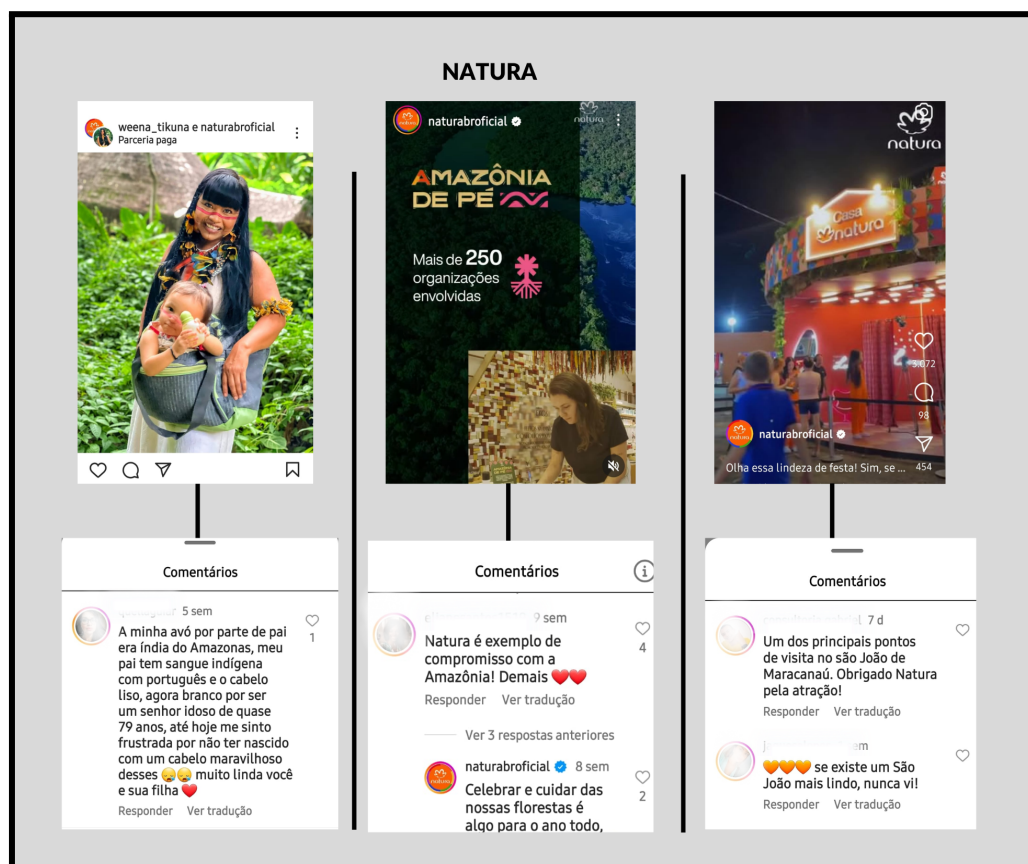 NATURA
weena_tikuna e naturabroficial
Parceria paga
Comentários
5 sem
A minha avó por parte de pai
era índia do Amazonas, meu
pai tem sangue indígena
com português e o cabelo
liso, agora branco por ser
um senhor idoso de quase
79 anos, até hoje me sinto
frustrada por não ter nascido
com um cabelo maravilhoso
desses 😪😪 muito linda você
e sua filha ❤️
1
Responder Ver tradução
naturabroficial
natura
AMAZÔNIA
DE PÉ
Mais de 250
organizações
envolvidas
Comentários
9 sem
Natura é exemplo de
compromisso com a
Amazônia! Demais ❤️❤️
4
Responder Ver tradução
Ver 3 respostas anteriores
naturabroficial 8 sem
Celebrar e cuidar das
nossas florestas é
algo para o ano todo,
2
natura
Casa
natura
3.072
98
naturabroficial
Olha essa lindeza de festa! Sim, se ...
454
Comentários
7 d
Um dos principais pontos
de visita no são João de
Maracanaú. Obrigado Natura
pela atração!
Responder Ver tradução
🧡🧡🧡 se existe um São
João mais lindo, nunca vi!
Responder Ver tradução